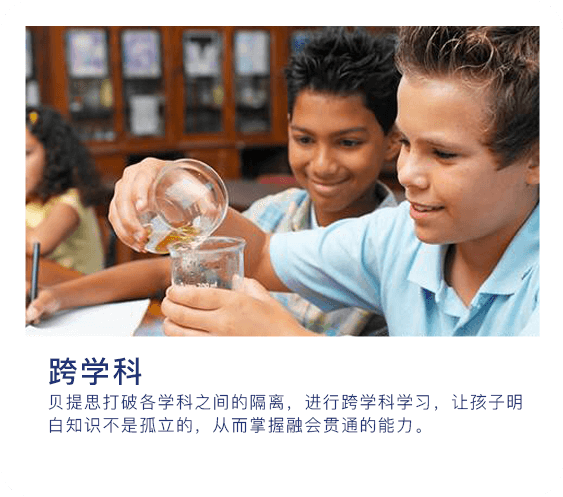 跨学科
贝提思打破各学科之间的隔离，进行跨学科学习，让孩子明
白知识不是孤立的，从而掌握融会贯通的能力。